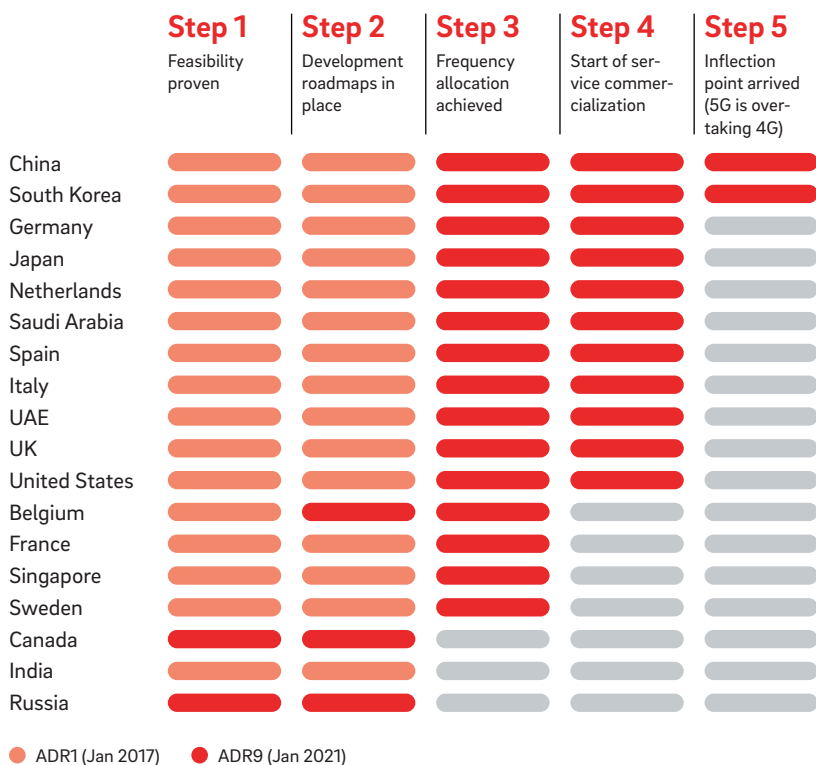 Step 1
Feasibility
proven
Step 2
Development
roadmaps in
place
Step 3
Frequency
allocation
achieved
Step 4
Start of ser-
vice commer-
cialization
Step 5
Inflection
point arrived
(5G is over-
taking 4G)
China
South Korea
Germany
Japan
Netherlands
Saudi Arabia
Spain
Italy
UAE
UK
United States
Belgium
France
Singapore
Sweden
Canada
India
Russia
ADR1 (Jan 2017) ADR9 (Jan 2021)